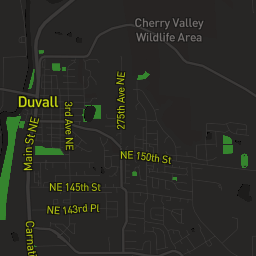 Cherry Valley
Wildlife Area
275th Ave NE
Duvall
3rd Ave NE
Main St NE
NE 150th St
NE 145th St
NE 143rd Pl
Carnati